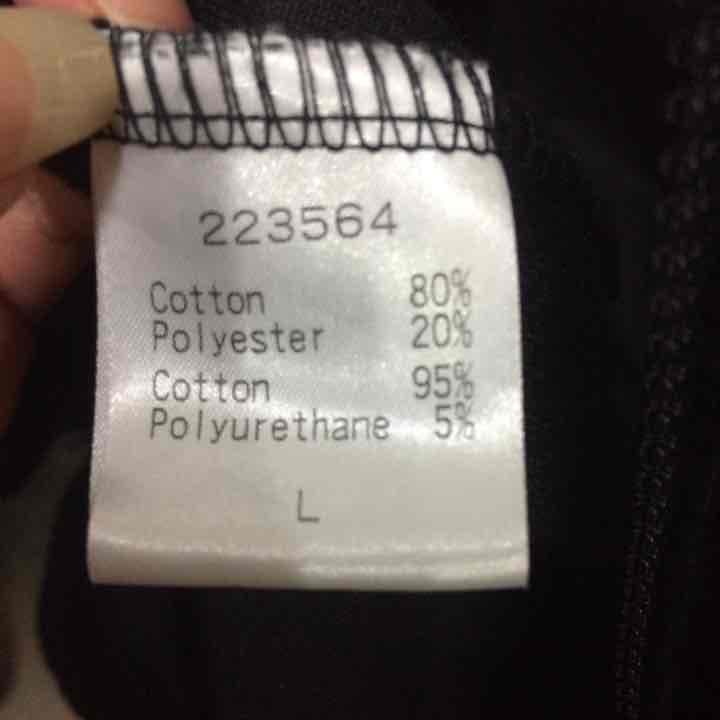 223564
Cotton 80%
Polyester 20%
Cotton 95%
Polyurethane 5%
L